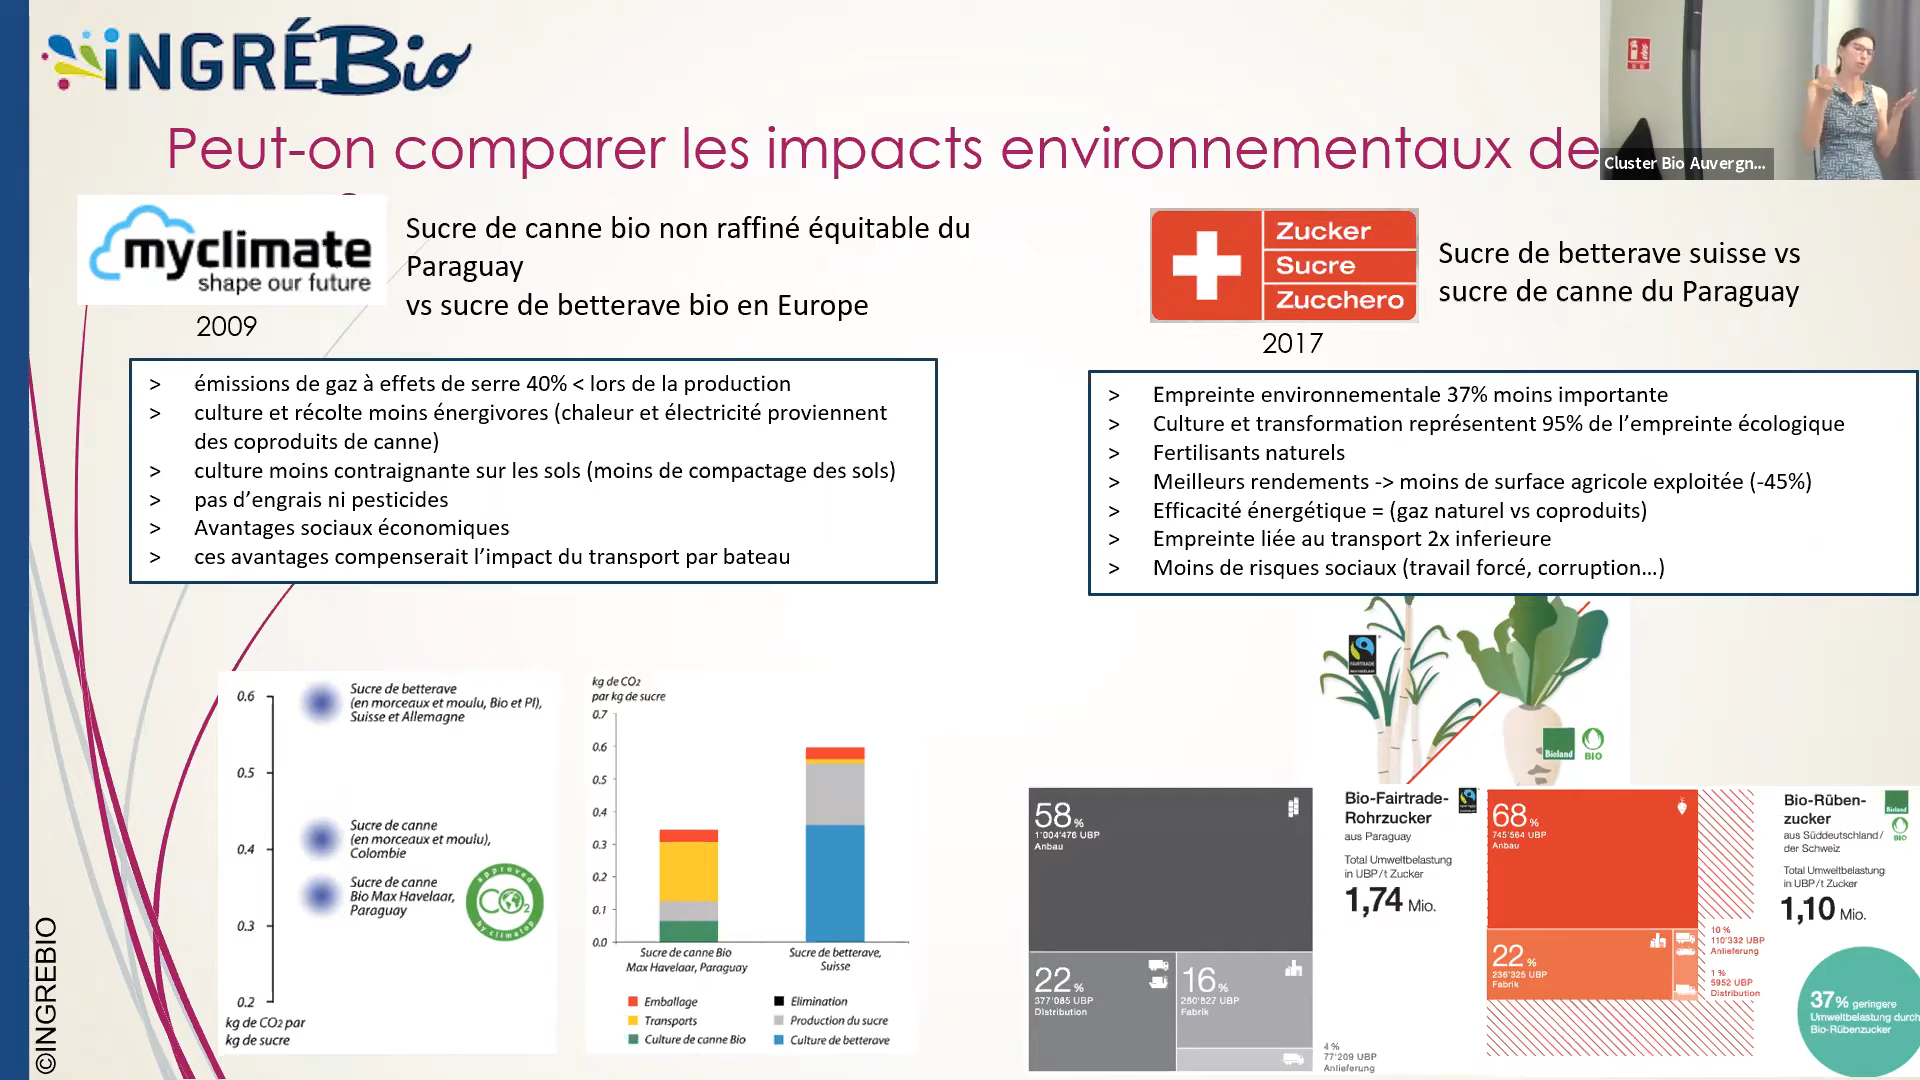 iNGRÉBio
Peut-on comparer les impacts environnementaux de
Cluster Bio Auvergn...
myclimate
shape our future
2009
Sucre de canne bio non raffiné équitable du
Paraguay
vs sucre de betterave bio en Europe
> émissions de gaz à effets de serre 40% < lors de la production
> culture et récolte moins énergivores (chaleur et électricité proviennent
des coproduits de canne)
> culture moins contraignante sur les sols (moins de compactage des sols)
> pas d'engrais ni pesticides
> Avantages sociaux économiques
> ces avantages compenserait l'impact du transport par bateau
Zucker
Sucre
Zucchero
2017
Sucre de betterave suisse vs
sucre de canne du Paraguay
> Empreinte environnementale 37% moins importante
> Culture et transformation représentent 95% de l'empreinte écologique
> Fertilisants naturels
> Meilleurs rendements -> moins de surface agricole exploitée (-45%)
> Efficacité énergétique = (gaz naturel vs coproduits)
> Empreinte liée au transport 2x inferieure
> Moins de risques sociaux (travail forcé, corruption...)
0.6
0.5
0.4
0.3
0.2
kg de CO2 par
kg de sucre
Sucre de betterave
(en morceaux et moulu, Bio et PI),
Suisse et Allemagne
Sucre de canne
(en morceaux et moulu),
Colombie
Sucre de canne
Bio Max Havelaar,
Paraguay
approved
CO2
by climatop
kg de CO2
par kg de sucre
0.7
0.6
0.5
0.4
0.3
0.2
0.1
0.0
Sucre de canne Bio
Max Havelaar, Paraguay
Sucre de betterave,
Suisse
Emballage
Transports
Culture de canne Bio
Elimination
Production du sucre
Culture de betterave
FAIRTRADE
Bioland
BIO
58 %
1'004'476 UBP
Anbau
22 %
377'085 UBP
Distribution
16 %
280'827 UBP
Fabrik
4 %
77'209 UBP
Anlieferung
Bio-Fairtrade-
Rohrzucker
aus Paraguay
Total Umweltbelastung
in UBP/t Zucker
1,74 Mio.
68 %
745'564 UBP
Anbau
22 %
236'325 UBP
Fabrik
10 %
110'332 UBP
Anlieferung
1 %
5952 UBP
Distribution
Bio-Rüben-
zucker
aus Süddeutschland/
der Schweiz
Total Umweltbelastung
in UBP/t Zucker
1,10 Mio.
Bioland
BIO
37% geringere
Umweltbelastung durch
Bio-Rübenzucker
©INGREBIO